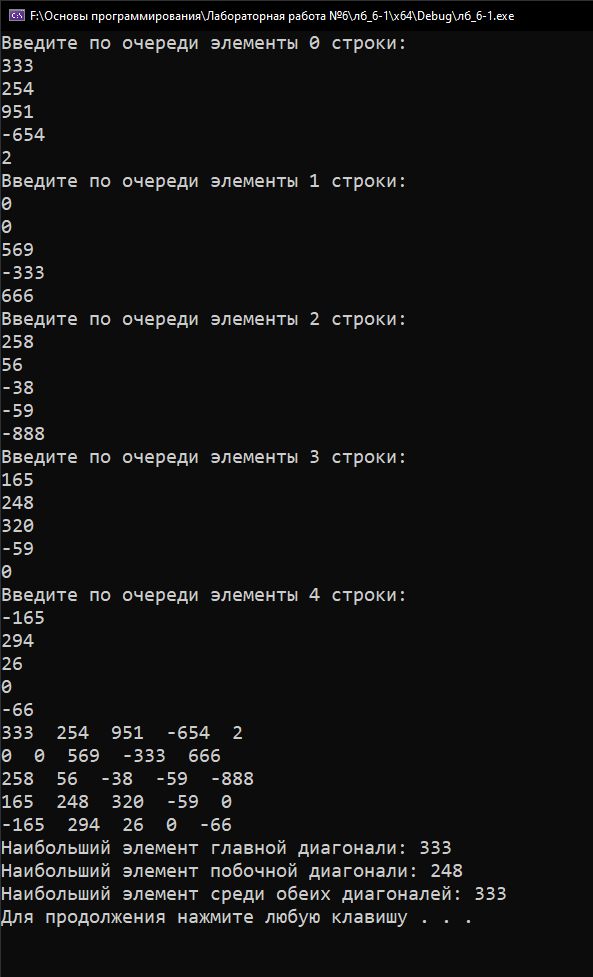 F:\Основы программирования\Лабораторная работа №6\лб_6-1\x64\Debug\лб_6-1.exe
Введите по очереди элементы 0 строки:
333
254
951
-654
2
Введите по очереди элементы 1 строки:
0
0
569
-333
666
Введите по очереди элементы 2 строки:
258
56
-38
-59
-888
Введите по очереди элементы 3 строки:
165
248
320
-59
0
Введите по очереди элементы 4 строки:
-165
294
26
0
-66
333  254  951  -654  2
0  0  569  -333  666
258  56  -38  -59  -888
165  248  320  -59  0
-165  294  26  0  -66
Наибольший элемент главной диагонали: 333
Наибольший элемент побочной диагонали: 248
Наибольший элемент среди обеих диагоналей: 333
Для продолжения нажмите любую клавишу . . .